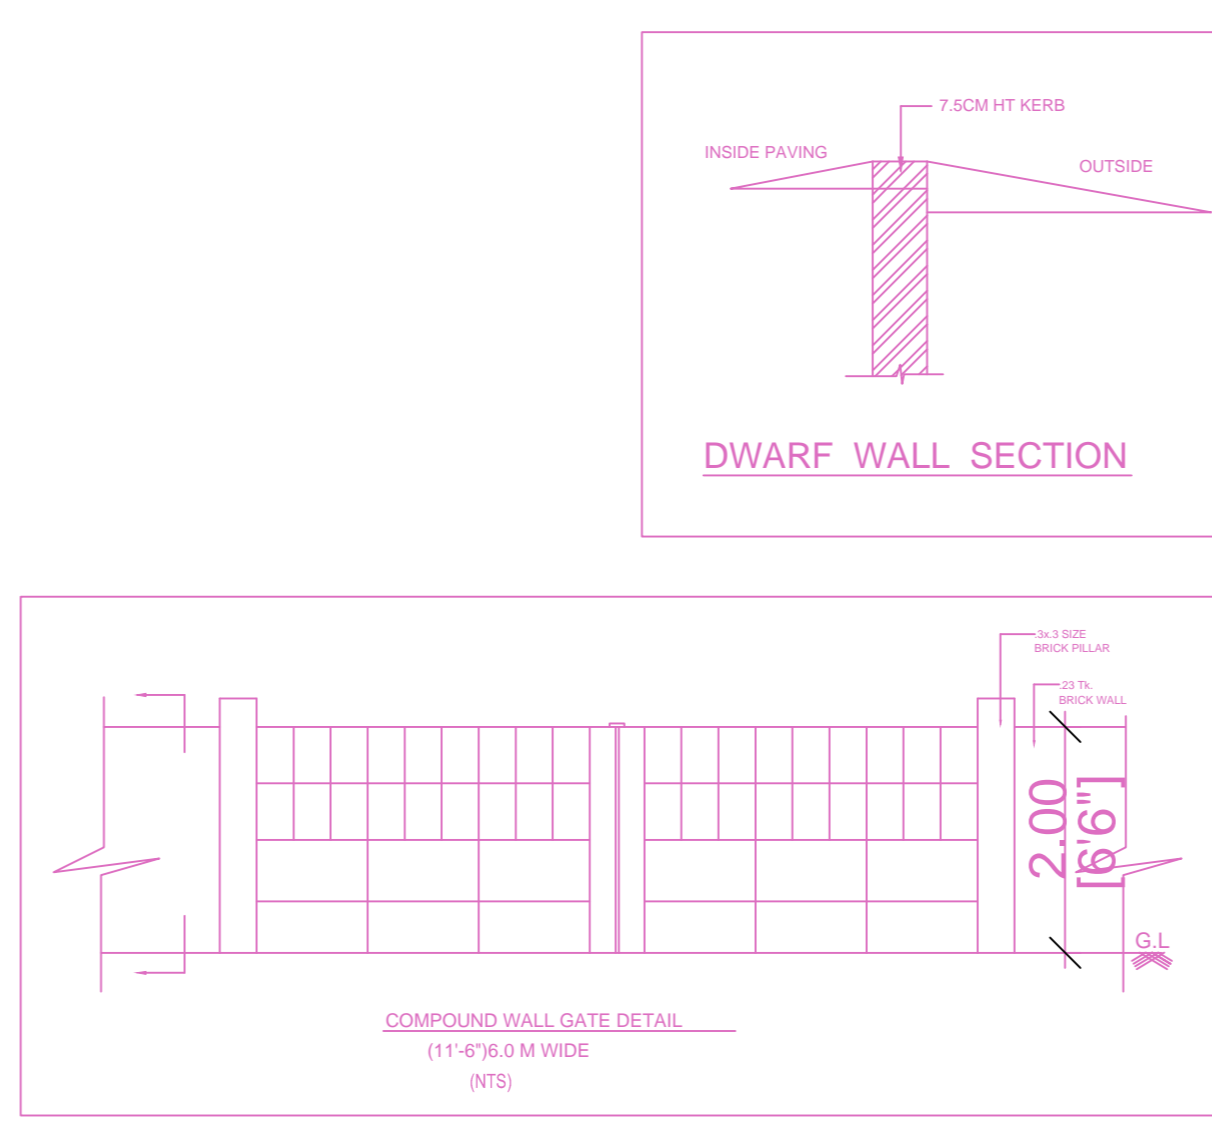 7.5CM HT KERB
INSIDE PAVING
OUTSIDE
DWARF WALL SECTION
.3x.3 SIZE
BRICK PILLAR
.23 Tk.
BRICK WALL
2.00
[6'6"]
G.L
COMPOUND WALL GATE DETAIL
(11'-6")6.0 M WIDE
(NTS)